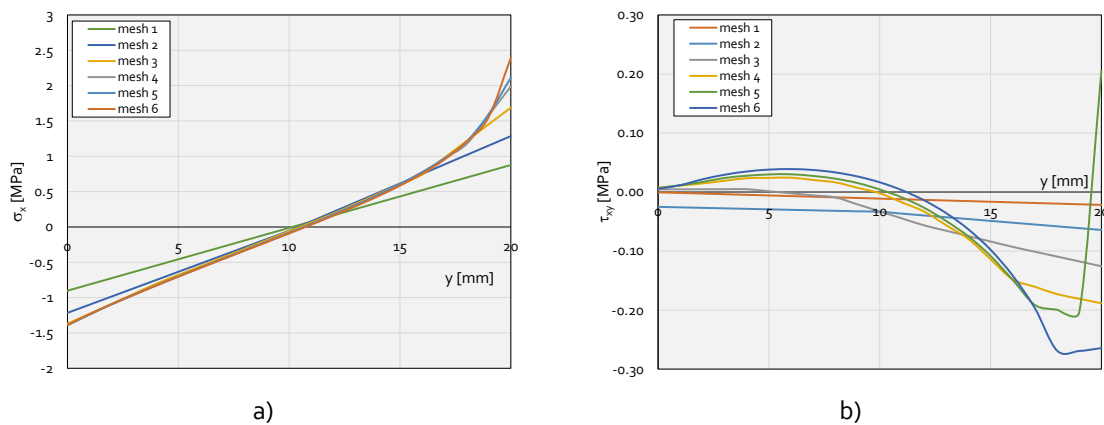 3
2.5
2
1.5
1
0.5
0
-0.5
-1
-1.5
-2
0
5
10
15
20
σx [MPa]
y [mm]
mesh 1
mesh 2
mesh 3
mesh 4
mesh 5
mesh 6
a)
0.30
0.20
0.10
0.00
-0.10
-0.20
-0.30
0
5
10
15
20
τxy [MPa]
y [mm]
mesh 1
mesh 2
mesh 3
mesh 4
mesh 5
mesh 6
b)